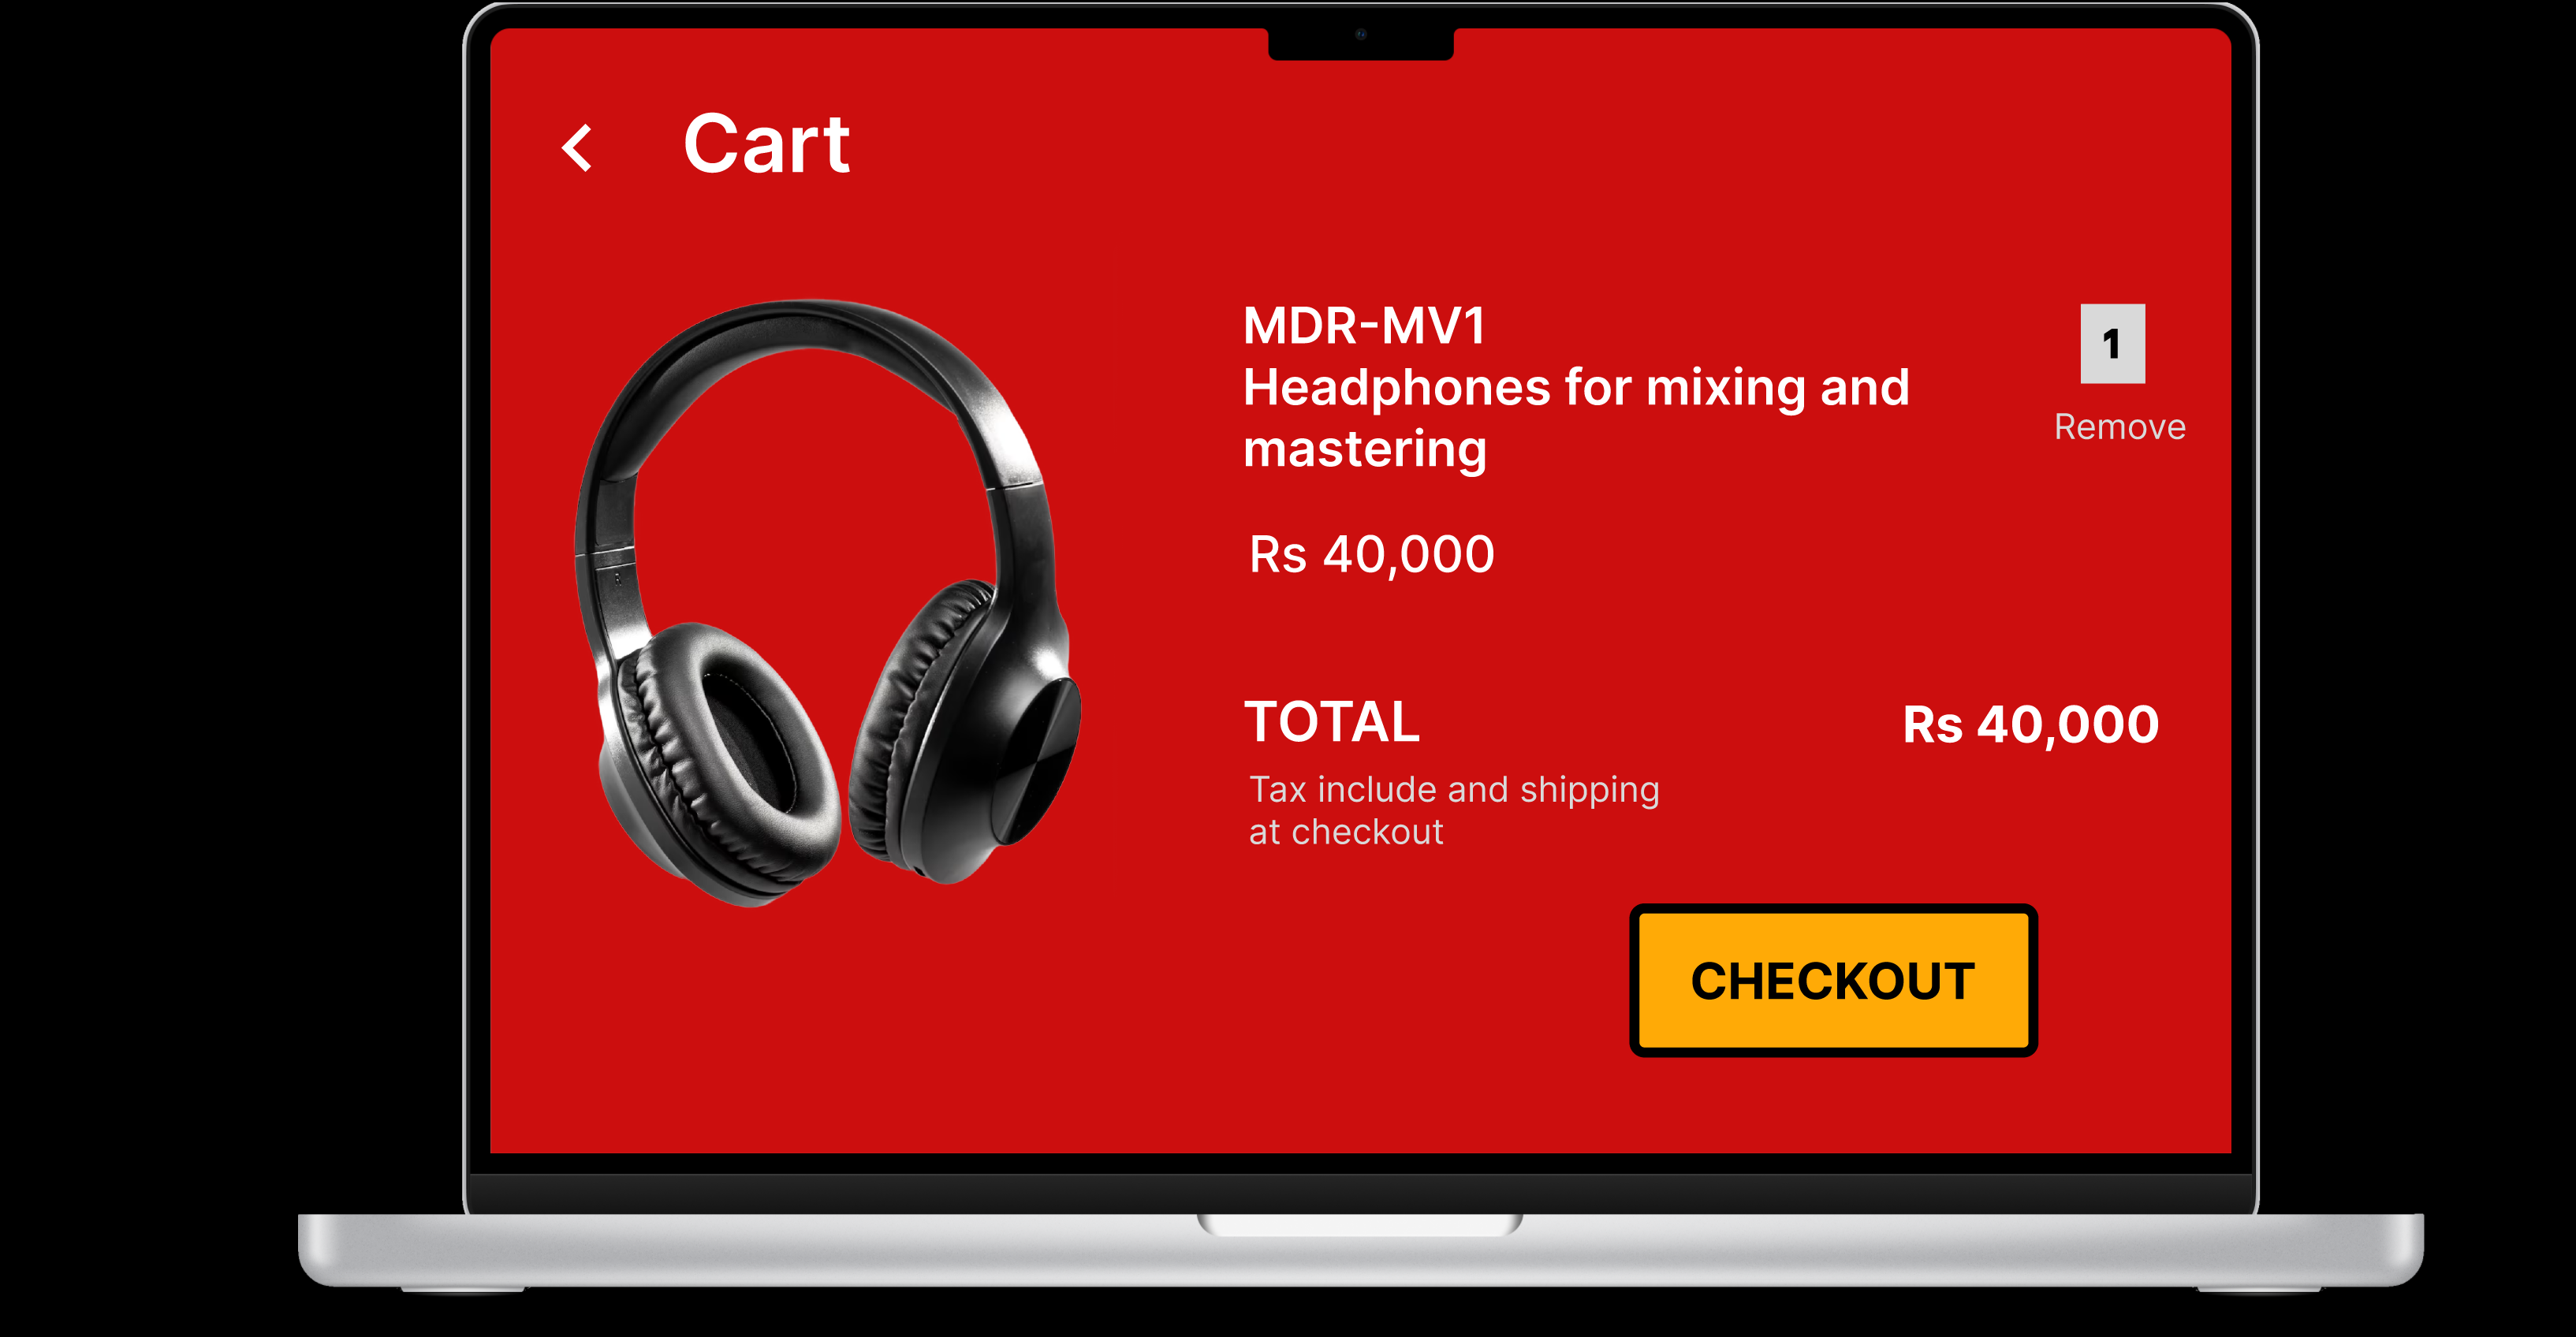 Cart
MDR-MV1
Headphones for mixing and
mastering
1
Remove
Rs 40,000
TOTAL
Rs 40,000
Tax include and shipping
at checkout
CHECKOUT